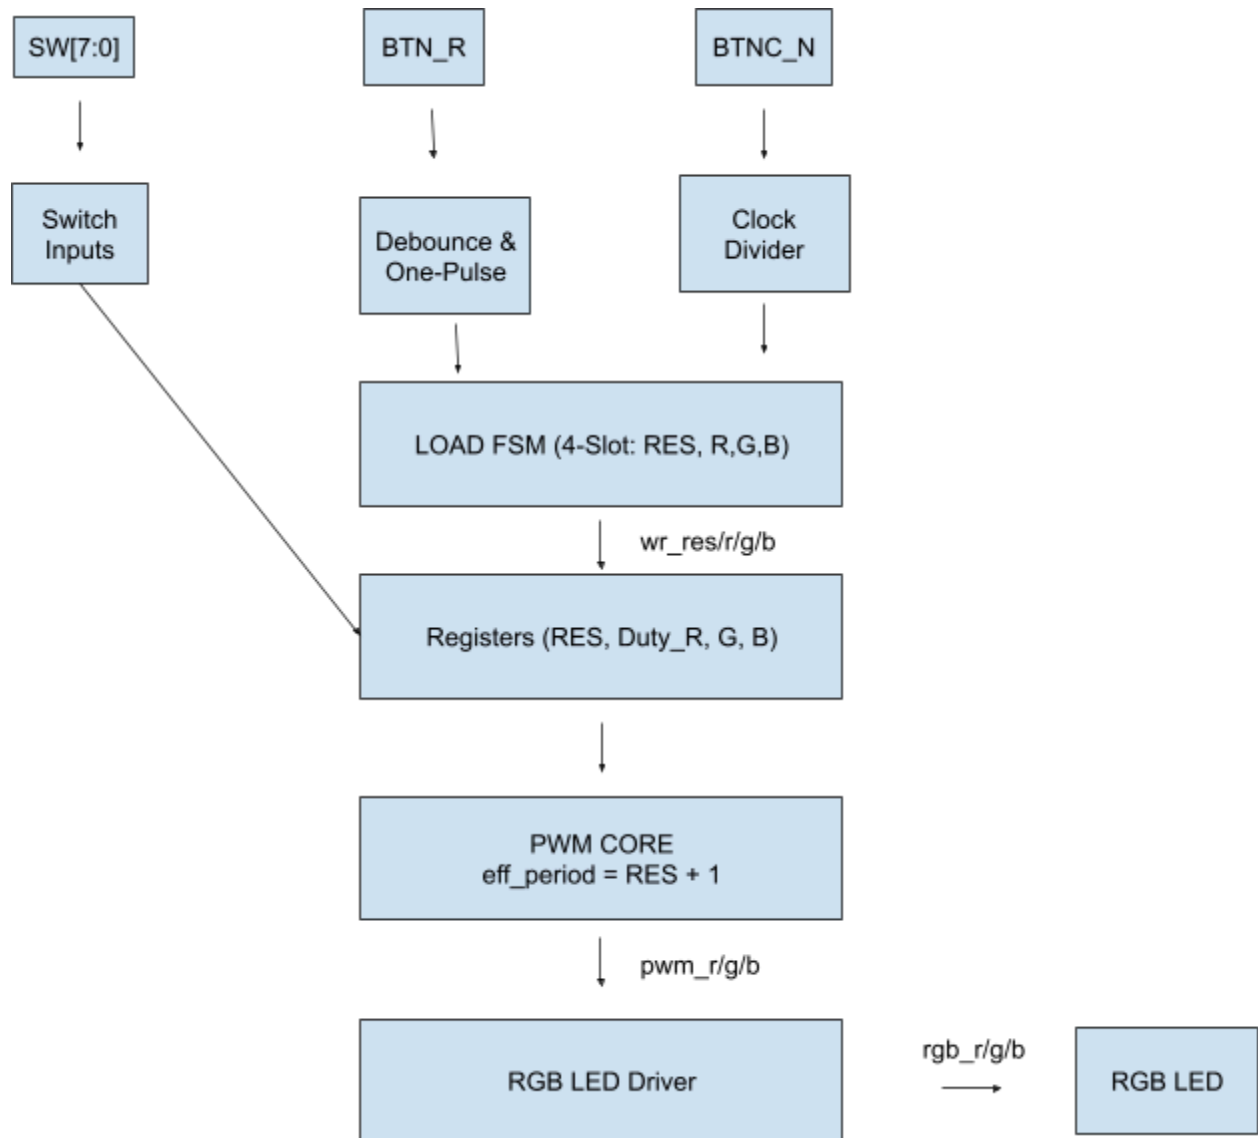 SW[7:0]
BTN_R
BTNC_N
Switch
Inputs
Debounce &
One-Pulse
Clock
Divider
LOAD FSM (4-Slot: RES, R,G,B)
wr_res/r/g/b
Registers (RES, Duty_R, G, B)
PWM CORE
eff_period = RES + 1
pwm_r/g/b
RGB LED Driver
rgb_r/g/b
RGB LED